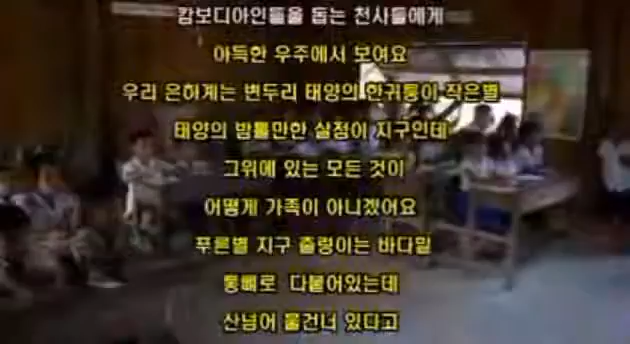 캄보디아인들을 돕는 천사들에게
아득한 우주에서 보여요
우리 은하계는 변두리 태양의 한귀퉁이 작은별
태양의 밤톨만한 살점이 지구인데
그위에 있는 모든 것이
어떻게 가족이 아니겠어요
푸른별 지구 출렁이는 바다밑
통뼈로 다붙어있는데
산넘어 물건너 있다고